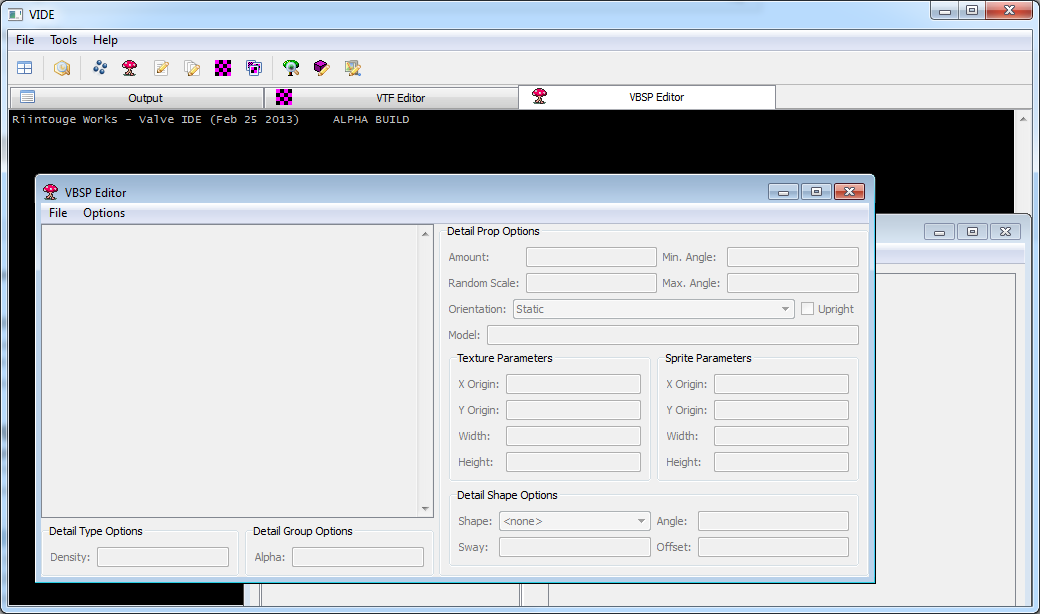 VIDE
File Tools Help
Output VTF Editor VBSP Editor
Riintouge Works - Valve IDE (Feb 25 2013) ALPHA BUILD
VBSP Editor
File Options
Detail Prop Options
Amount: Min. Angle:
Random Scale: Max. Angle:
Orientation: Static Upright
Model:
Texture Parameters Sprite Parameters
X Origin: X Origin:
Y Origin: Y Origin:
Width: Width:
Height: Height:
Detail Shape Options
Shape: <none> Angle:
Sway: Offset:
Detail Type Options Detail Group Options
Density: Alpha: